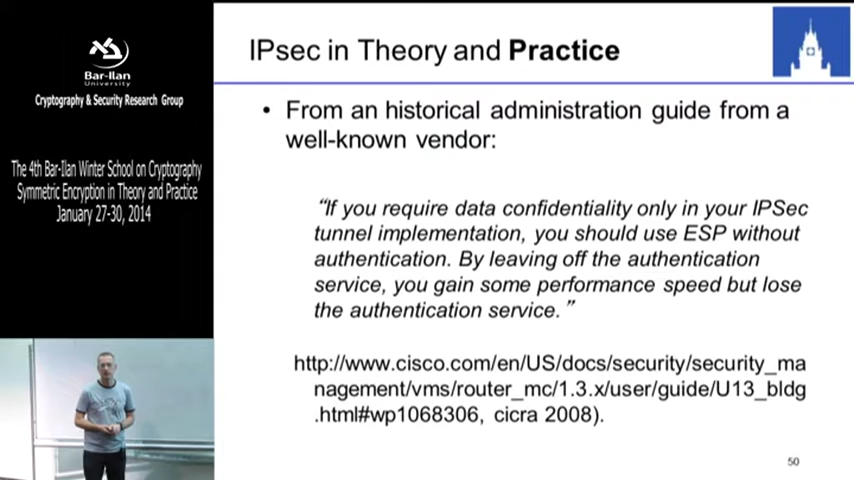 Bar-Ilan
University
Cryptography & Security Research Group
The 4th Bar-Ilan Winter School on Cryptography
Symmetric Encryption in Theory and Practice
January 27-30, 2014
IPsec in Theory and Practice
• From an historical administration guide from a
well-known vendor:
“If you require data confidentiality only in your IPSec
tunnel implementation, you should use ESP without
authentication. By leaving off the authentication
service, you gain some performance speed but lose
the authentication service.”
http://www.cisco.com/en/US/docs/security/security_ma
nagement/vms/router_mc/1.3.x/user/guide/U13_bldg
.html#wp1068306, cicra 2008).
50